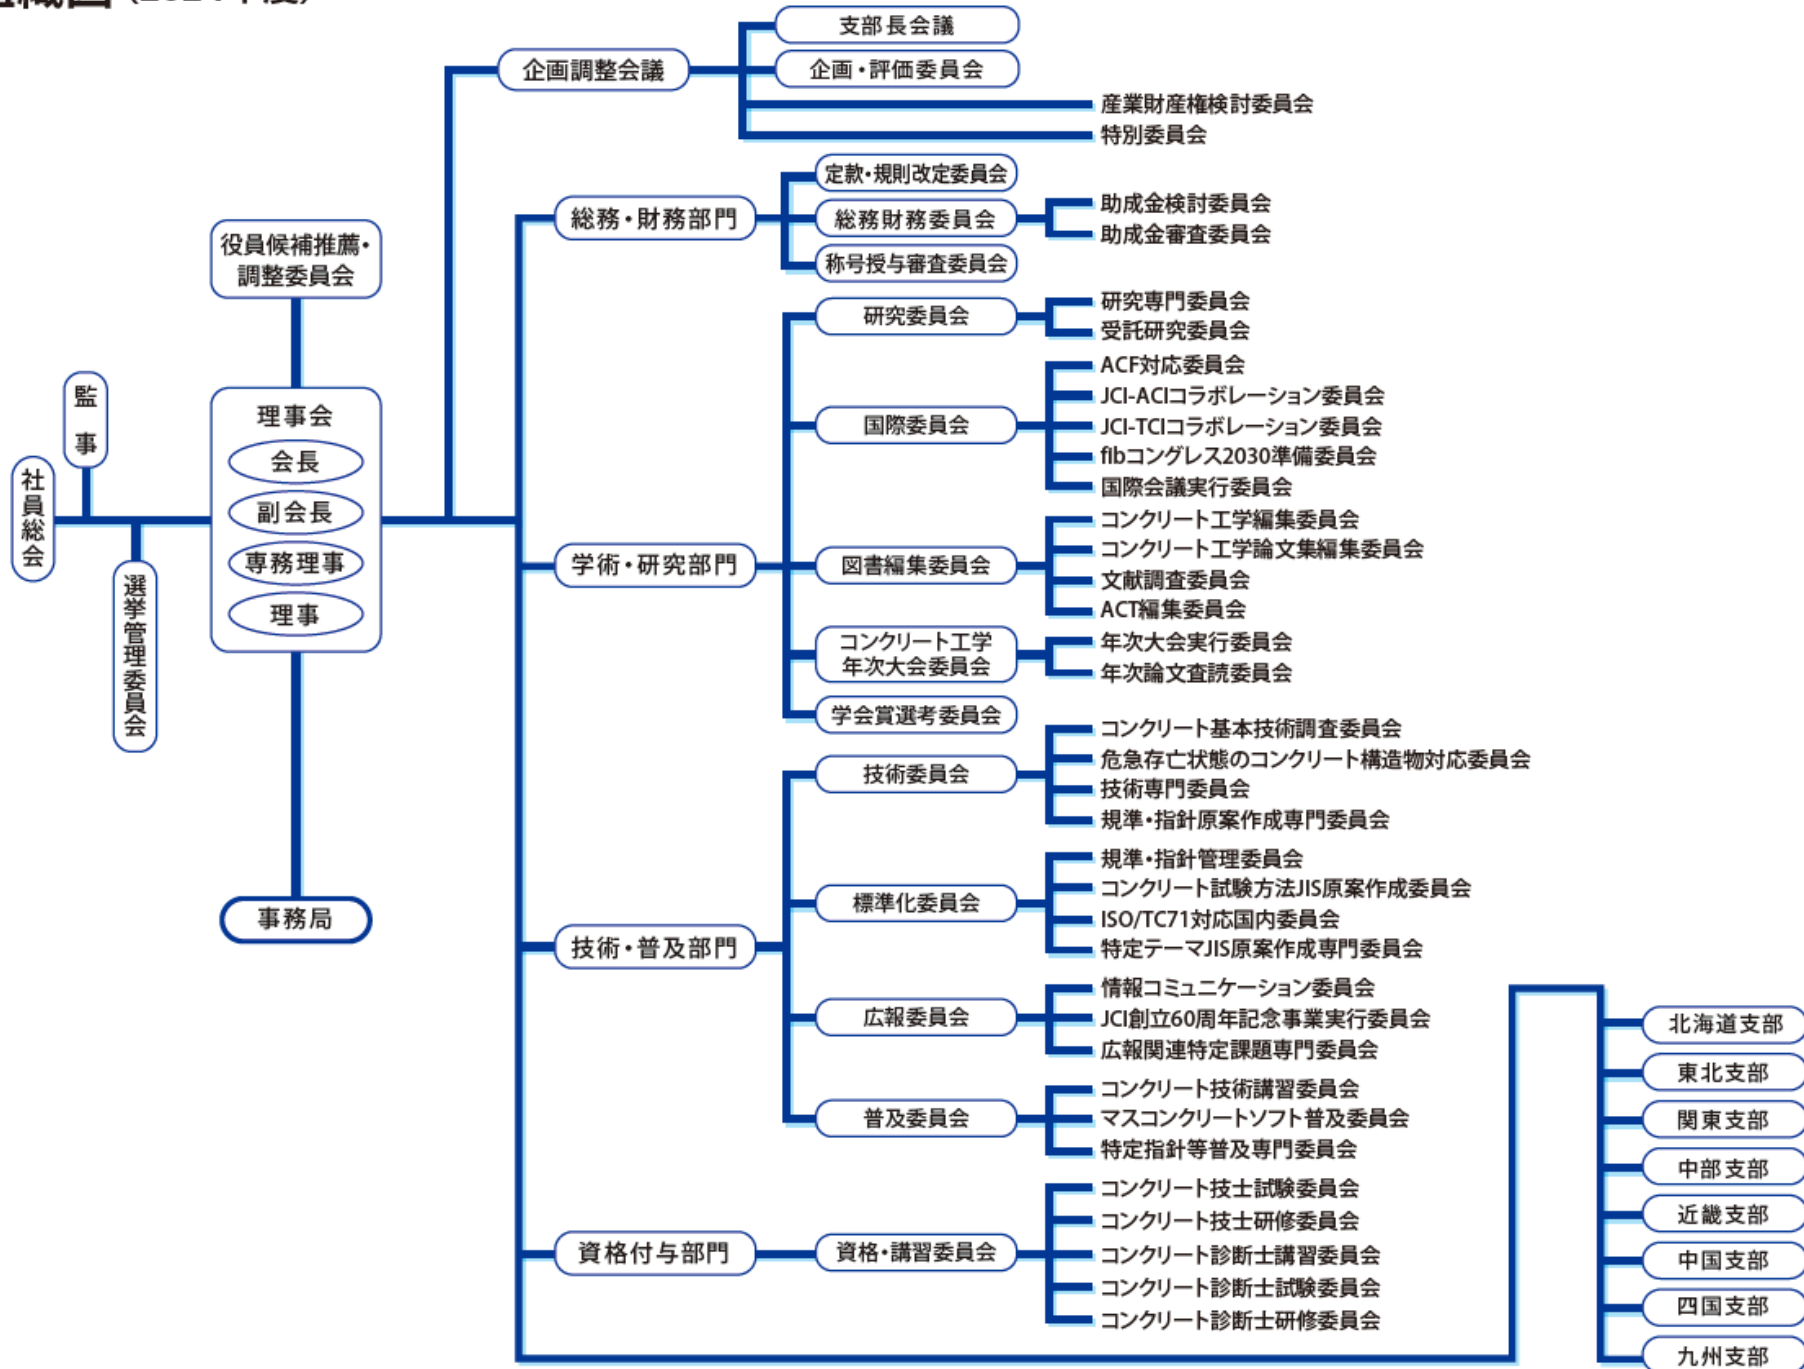 組織図（2024年度）
支部長会議
企画調整会議
企画・評価委員会
産業財産権検討委員会
特別委員会
定款・規則改定委員会
総務・財務部門
総務財務委員会
助成金検討委員会
助成金審査委員会
称号授与審査委員会
役員候補推薦・
調整委員会
研究委員会
研究専門委員会
受託研究委員会
監事
理事会
会長
副会長
専務理事
理事
社員総会
選挙管理委員会
事務局
国際委員会
ACF対応委員会
JCI-ACIコラボレーション委員会
JCI-TCIコラボレーション委員会
fibコングレス2030準備委員会
国際会議実行委員会
学術・研究部門
図書編集委員会
コンクリート工学編集委員会
コンクリート工学論文集編集委員会
文献調査委員会
ACT編集委員会
コンクリート工学
年次大会委員会
年次大会実行委員会
年次論文査読委員会
学会賞選考委員会
技術委員会
コンクリート基本技術調査委員会
危急存亡状態のコンクリート構造物対応委員会
技術専門委員会
規準・指針原案作成専門委員会
標準化委員会
規準・指針管理委員会
コンクリート試験方法JIS原案作成委員会
ISO/TC71対応国内委員会
特定テーマJIS原案作成専門委員会
技術・普及部門
広報委員会
情報コミュニケーション委員会
JCI創立60周年記念事業実行委員会
広報関連特定課題専門委員会
普及委員会
コンクリート技術講習委員会
マスコンクリートソフト普及委員会
特定指針等普及専門委員会
資格付与部門
資格・講習委員会
コンクリート技士試験委員会
コンクリート技士研修委員会
コンクリート診断士講習委員会
コンクリート診断士試験委員会
コンクリート診断士研修委員会
北海道支部
東北支部
関東支部
中部支部
近畿支部
中国支部
四国支部
九州支部